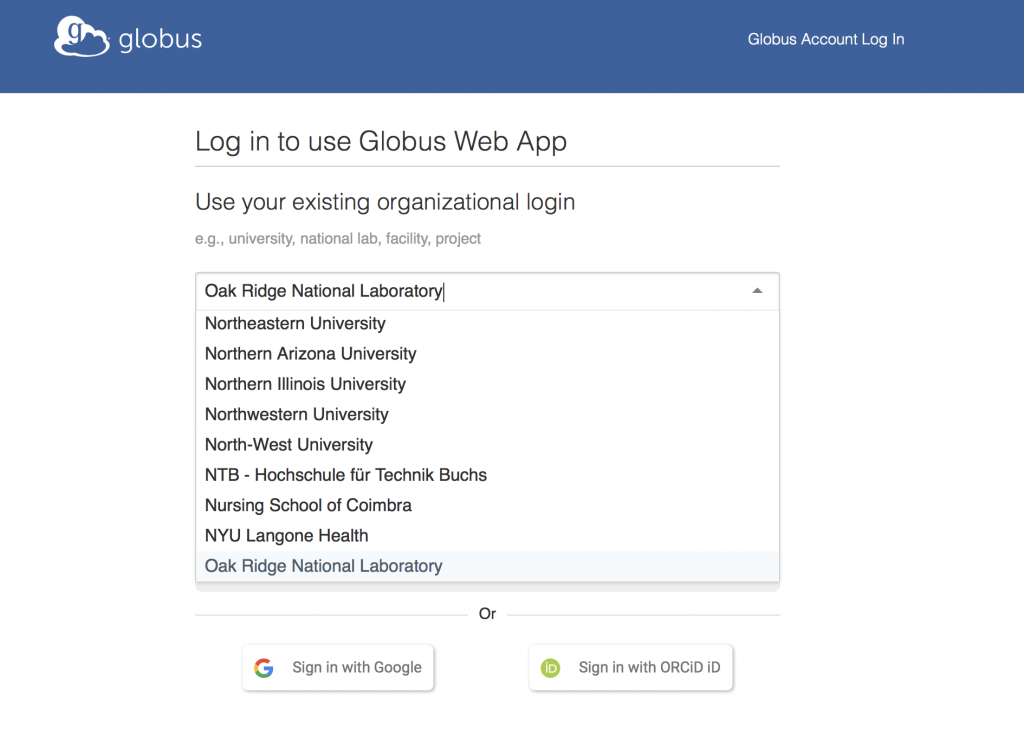 globus
Globus Account Log In
Log in to use Globus Web App
Use your existing organizational login
e.g., university, national lab, facility, project
Oak Ridge National Laboratory
Northeastern University
Northern Arizona University
Northern Illinois University
Northwestern University
North-West University
NTB - Hochschule für Technik Buchs
Nursing School of Coimbra
NYU Langone Health
Oak Ridge National Laboratory
Or
Sign in with Google
Sign in with ORCiD iD